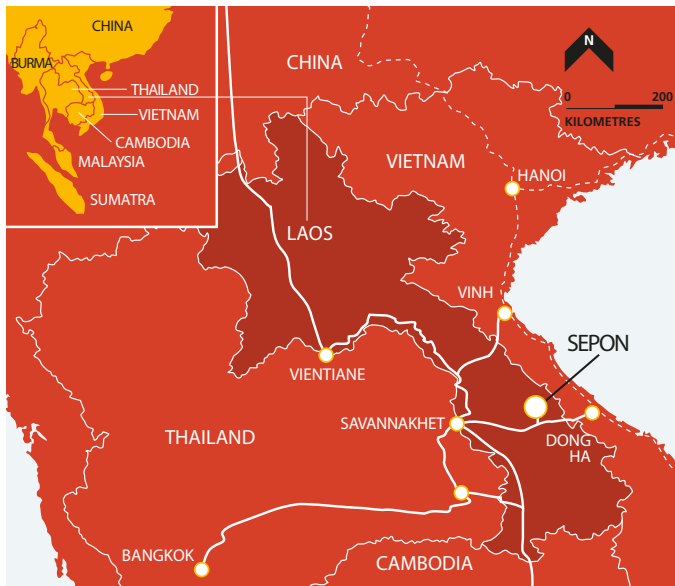 CHINA
BURMA
THAILAND
VIETNAM
CAMBODIA
MALAYSIA
SUMATRA
N
0 200
KILOMETRES
CHINA
VIETNAM
HANOI
LAOS
VINH
SEPON
VIENTIANE
SAVANNAKHET
THAILAND
DONG
HA
BANGKOK
CAMBODIA